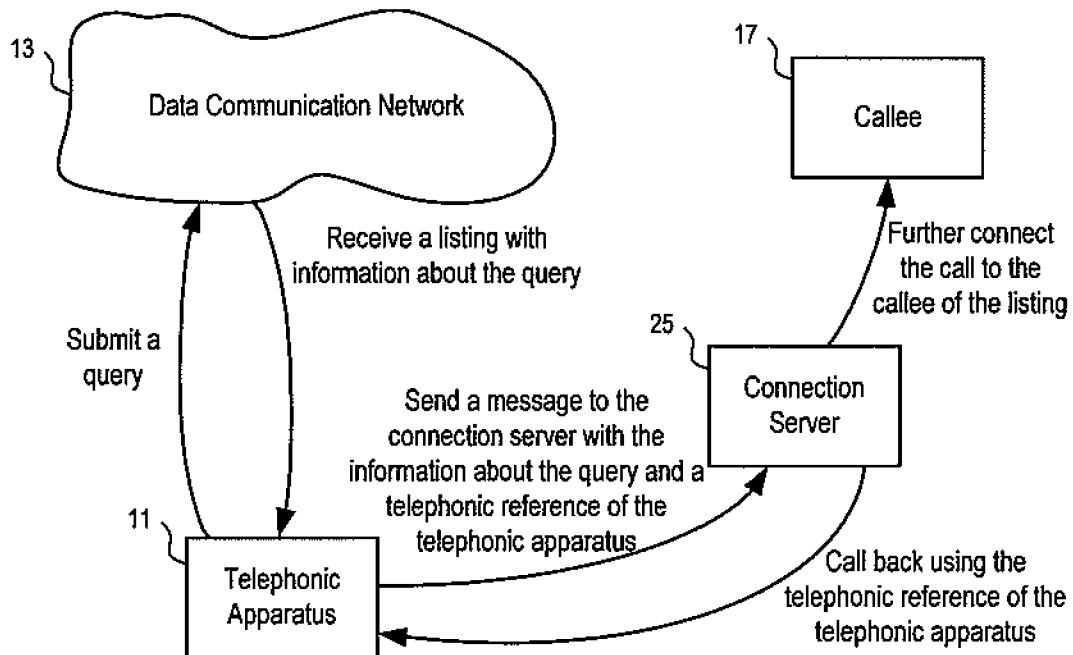 13
Data Communication Network
17
Callee
Receive a listing with
information about the query
Further connect
the call to the
callee of the listing
Submit a
query
25
Connection
Server
Send a message to the
connection server with the
information about the query and a
telephonic reference of the
telephonic apparatus
11
Telephonic
Apparatus
Call back using the
telephonic reference of the
telephonic apparatus